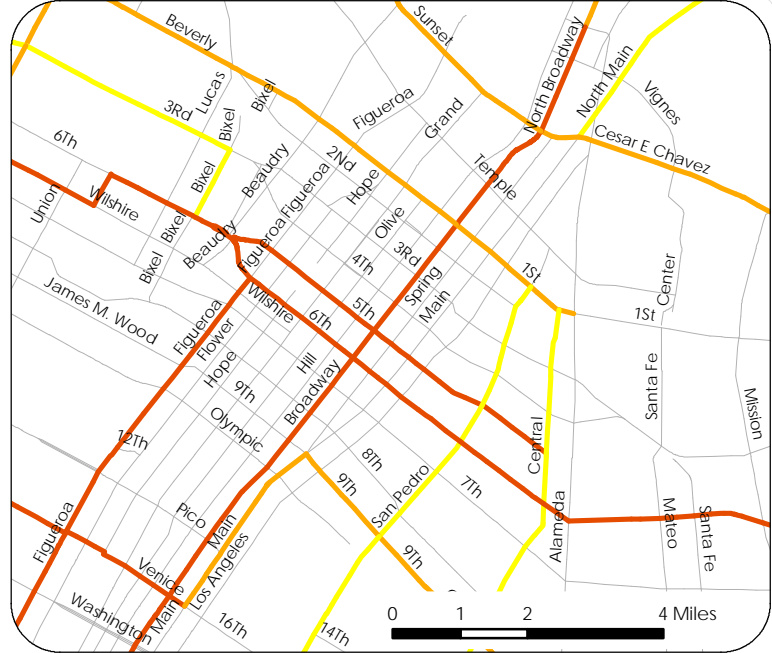 Beverly
Sunset
North Broadway
North Main
Vignes
Lucas
Bixel
3Rd
Bixel
Figueroa
Grand
Cesar E Chavez
6Th
Beaudry
2Nd
Temple
Bixel
Figueroa
Hope
Union
Wilshire
Bixel
Beaudry
Figueroa
Olive
3Rd
4Th
1St
Center
Bixel
Spring
Main
James M. Wood
Wilshire
6Th
5Th
1St
Figueroa
Flower
Hope
Hill
Broadway
9Th
Santa Fe
Mission
Olympic
12Th
8Th
Central
9Th
7Th
San Pedro
Pico
Main
Alameda
Mateo
Santa Fe
Figueroa
Los Angeles
9Th
Venice
Main
Washington
16Th
14Th
0 1 2 4 Miles